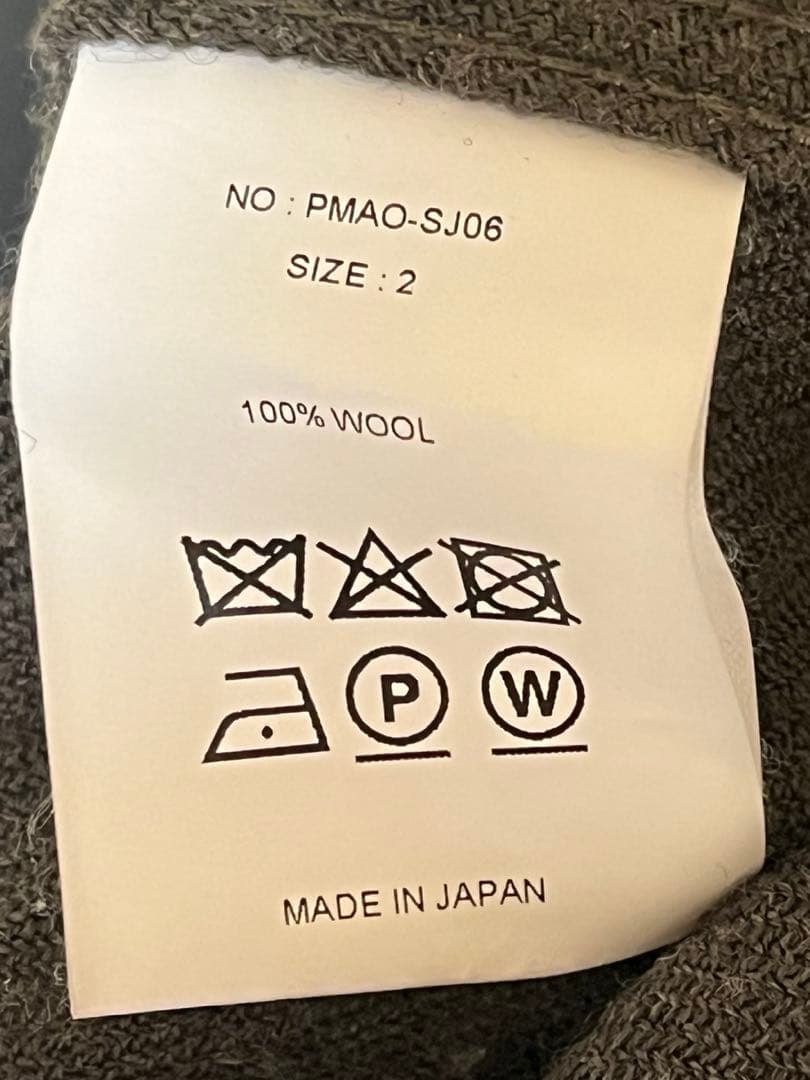 NO : PMAO-SJ06
SIZE : 2
100% WOOL
P W
MADE IN JAPAN